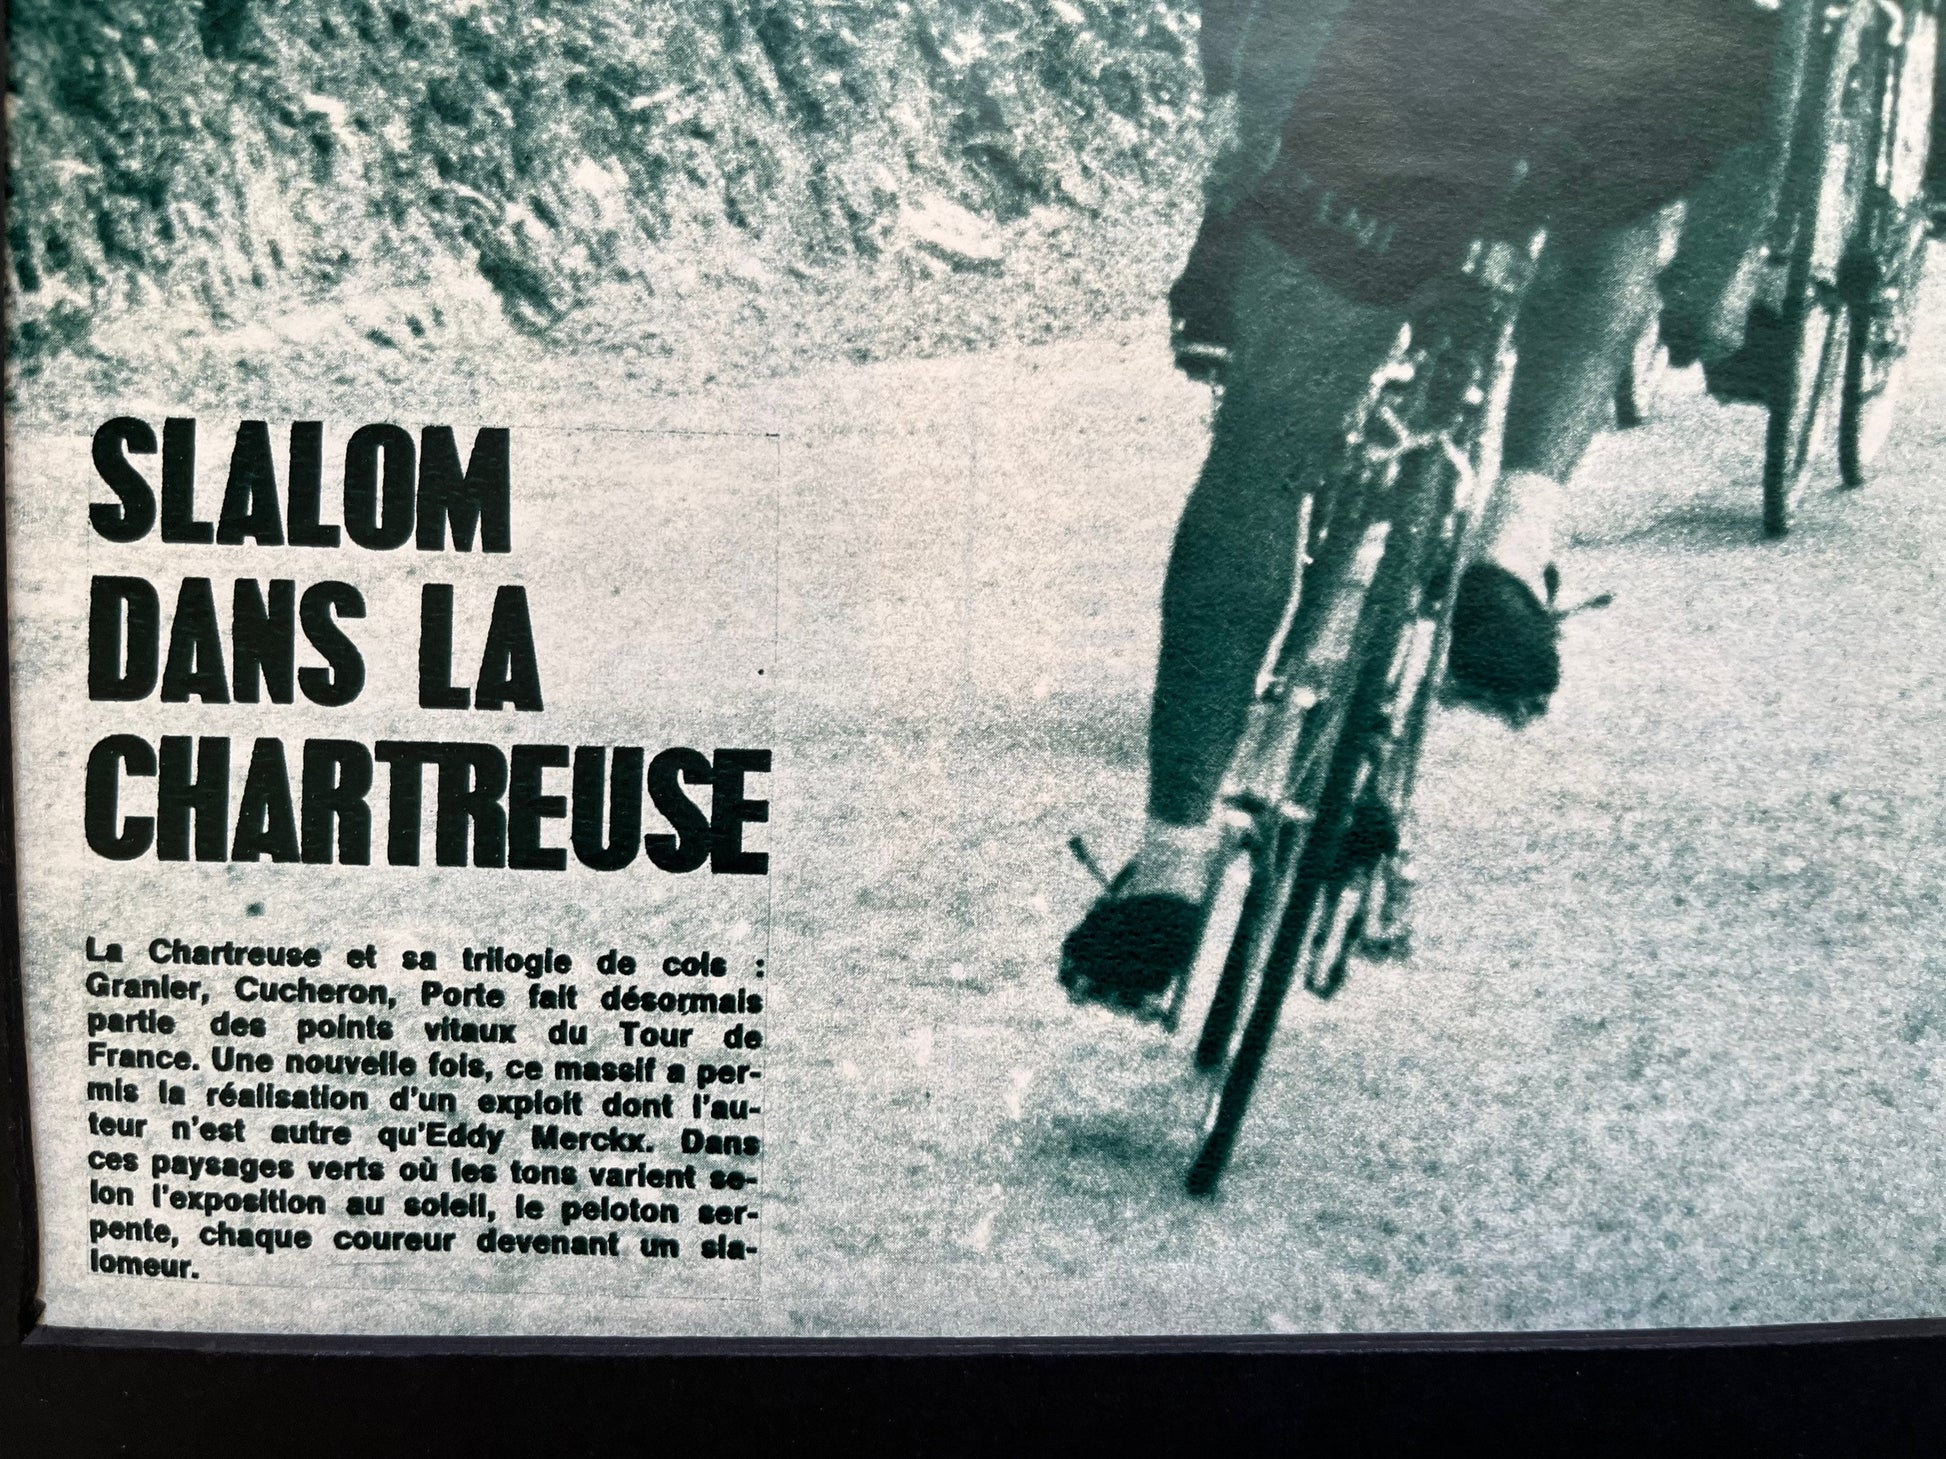 SLALOM
DANS LA
CHARTREUSE
La Chartreuse et sa trilogie de cols :
Granier, Cucheron, Porte fait désormais
partie des points vitaux du Tour de
France. Une nouvelle fois, ce massif a per-
mis la réalisation d'un exploit dont l'au-
teur n'est autre qu'Eddy Merckx. Dans
ces paysages verts où les tons varient se-
lon l'exposition au soleil, le peloton ser-
pente, chaque coureur devenant un sla-
lomeur.